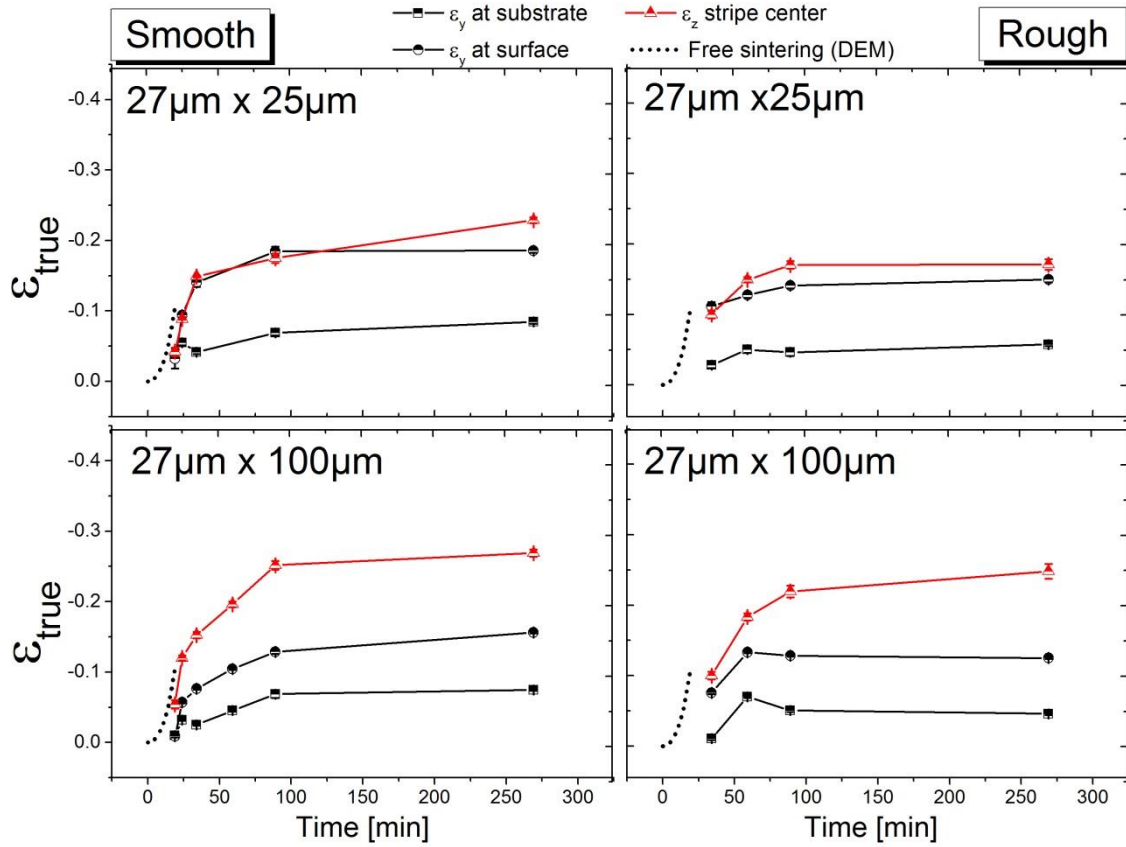 Smooth
εy at substrate
εz stripe center
εy at surface
Free sintering (DEM)
Rough
27µm x 25µm
27µm x25µm
-0.4
-0.3
-0.2
-0.1
0.0
εtrue
27µm x 100µm
27µm x 100µm
-0.4
-0.3
-0.2
-0.1
0.0
εtrue
0 50 100 150 200 250 300
0 50 100 150 200 250 300
Time [min]
Time [min]